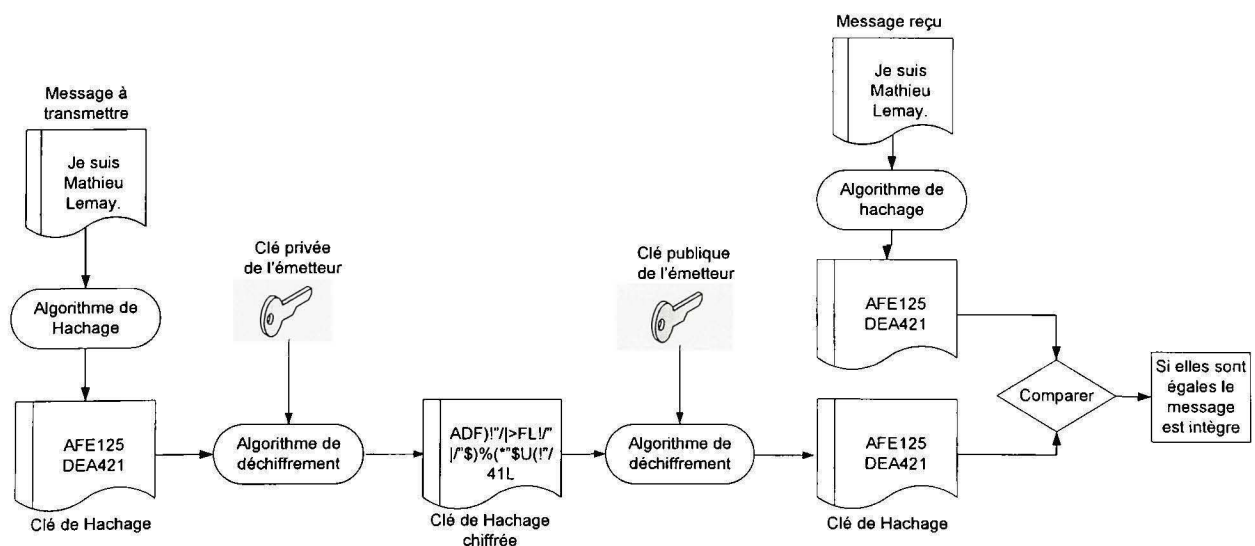 Message à
transmettre
Je suis
Mathieu
Lemay.
Algorithme de
Hachage
AFE125
DEA421
Clé de Hachage
Clé privée
de l'émetteur
Algorithme de
déchiffrement
ADF)!"/|>FL!/"
|/"$)%(*"$U(!"/
41L
Clé de Hachage
chiffrée
Clé publique
de l'émetteur
Algorithme de
déchiffrement
Message reçu
Je suis
Mathieu
Lemay.
Algorithme de
hachage
AFE125
DEA421
AFE125
DEA421
Clé de Hachage
Comparer
Si elles sont
égales le
message
est intègre